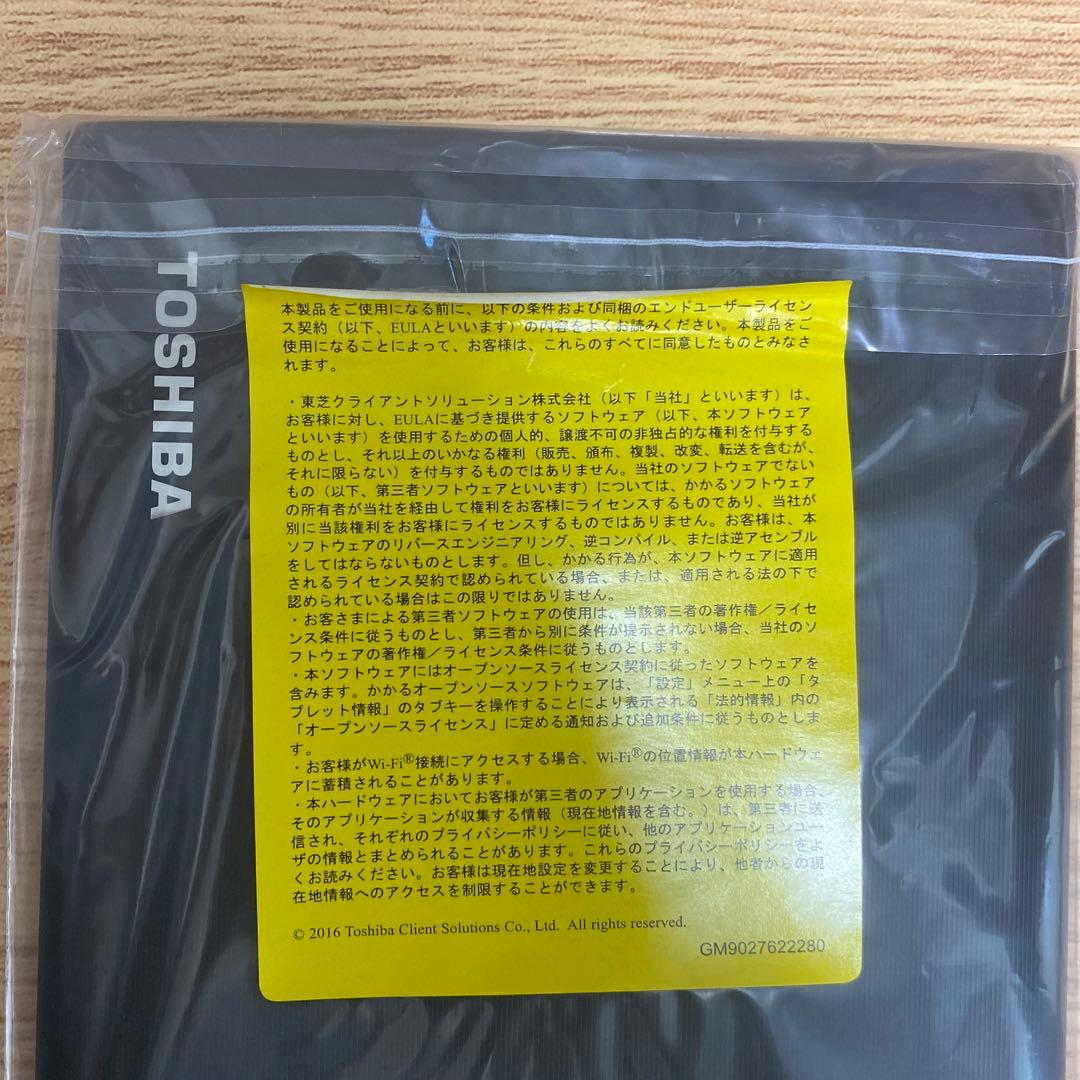 TOSHIBA
本製品をご使用になる前に、以下の条件および同梱のエンドユーザーライセン
ス契約（以下、EULAといいます）の内容をよくお読みください。本製品をご
使用になることによって、お客様は、これらのすべてに同意したものとみなさ
れます。
・東芝クライアントソリューション株式会社（以下「当社」といいます）は、
お客様に対し、EULAに基づき提供するソフトウェア（以下、本ソフトウェア
といいます）を使用するための個人的、譲渡不可の非独占的な権利を付与する
ものとし、それ以上のいかなる権利（販売、頒布、複製、改変、転送を含むが、
それに限らない）を付与するものではありません。当社のソフトウェアでない
もの（以下、第三者ソフトウェアといいます）については、かかるソフトウェア
の所有者が当社を経由して権利をお客様にライセンスするものであり、当社が
別に当該権利をお客様にライセンスするものではありません。お客様は、本
ソフトウェアのリバースエンジニアリング、逆コンパイル、または逆アセンブル
をしてはならないものとします。但し、かかる行為が、本ソフトウェアに適用
されるライセンス契約で認められている場合、または、適用される法の下で
認められている場合はこの限りではありません。
・お客さまによる第三者ソフトウェアの使用は、当該第三者の著作権／ライセ
ンス条件に従うものとし、第三者から別に条件が提示されない場合、当社のソ
フトウェアの著作権／ライセンス条件に従うものとします。
・本ソフトウェアにはオープンソースライセンス契約に従ったソフトウェアを
含みます。かかるオープンソースソフトウェアは、「設定」メニュー上の「タ
ブレット情報」のタブキーを操作することにより表示される「法的情報」内の
「オープンソースライセンス」に定める通知および追加条件に従うものとしま
す。
・お客様がWi-Fi®接続にアクセスする場合、Wi-Fi®の位置情報が本ハードウェ
アに蓄積されることがあります。
・本ハードウェアにおいてお客様が第三者のアプリケーションを使用する場合、
そのアプリケーションが収集する情報（現在地情報を含む。）は、第三者に送
信され、それぞれのプライバシーポリシーに従い、他のアプリケーションユー
ザの情報とまとめられることがあります。これらのプライバシーポリシーをよ
くお読みください。お客様は現在地設定を変更することにより、他者からの現
在地情報へのアクセスを制限することができます。
© 2016 Toshiba Client Solutions Co., Ltd. All rights reserved.
GM9027622280